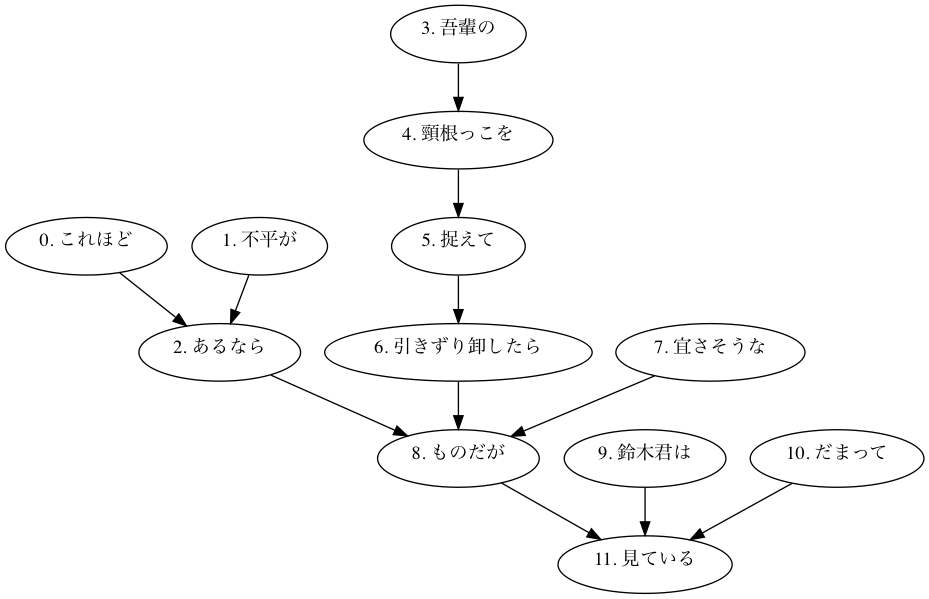 3. 吾輩の
4. 頸根っこを
0. これほど
1. 不平が
5. 捉えて
2. あるなら
6. 引きずり卸したら
7. 宜さそうな
8. ものだが
9. 鈴木君は
10. だまって
11. 見ている